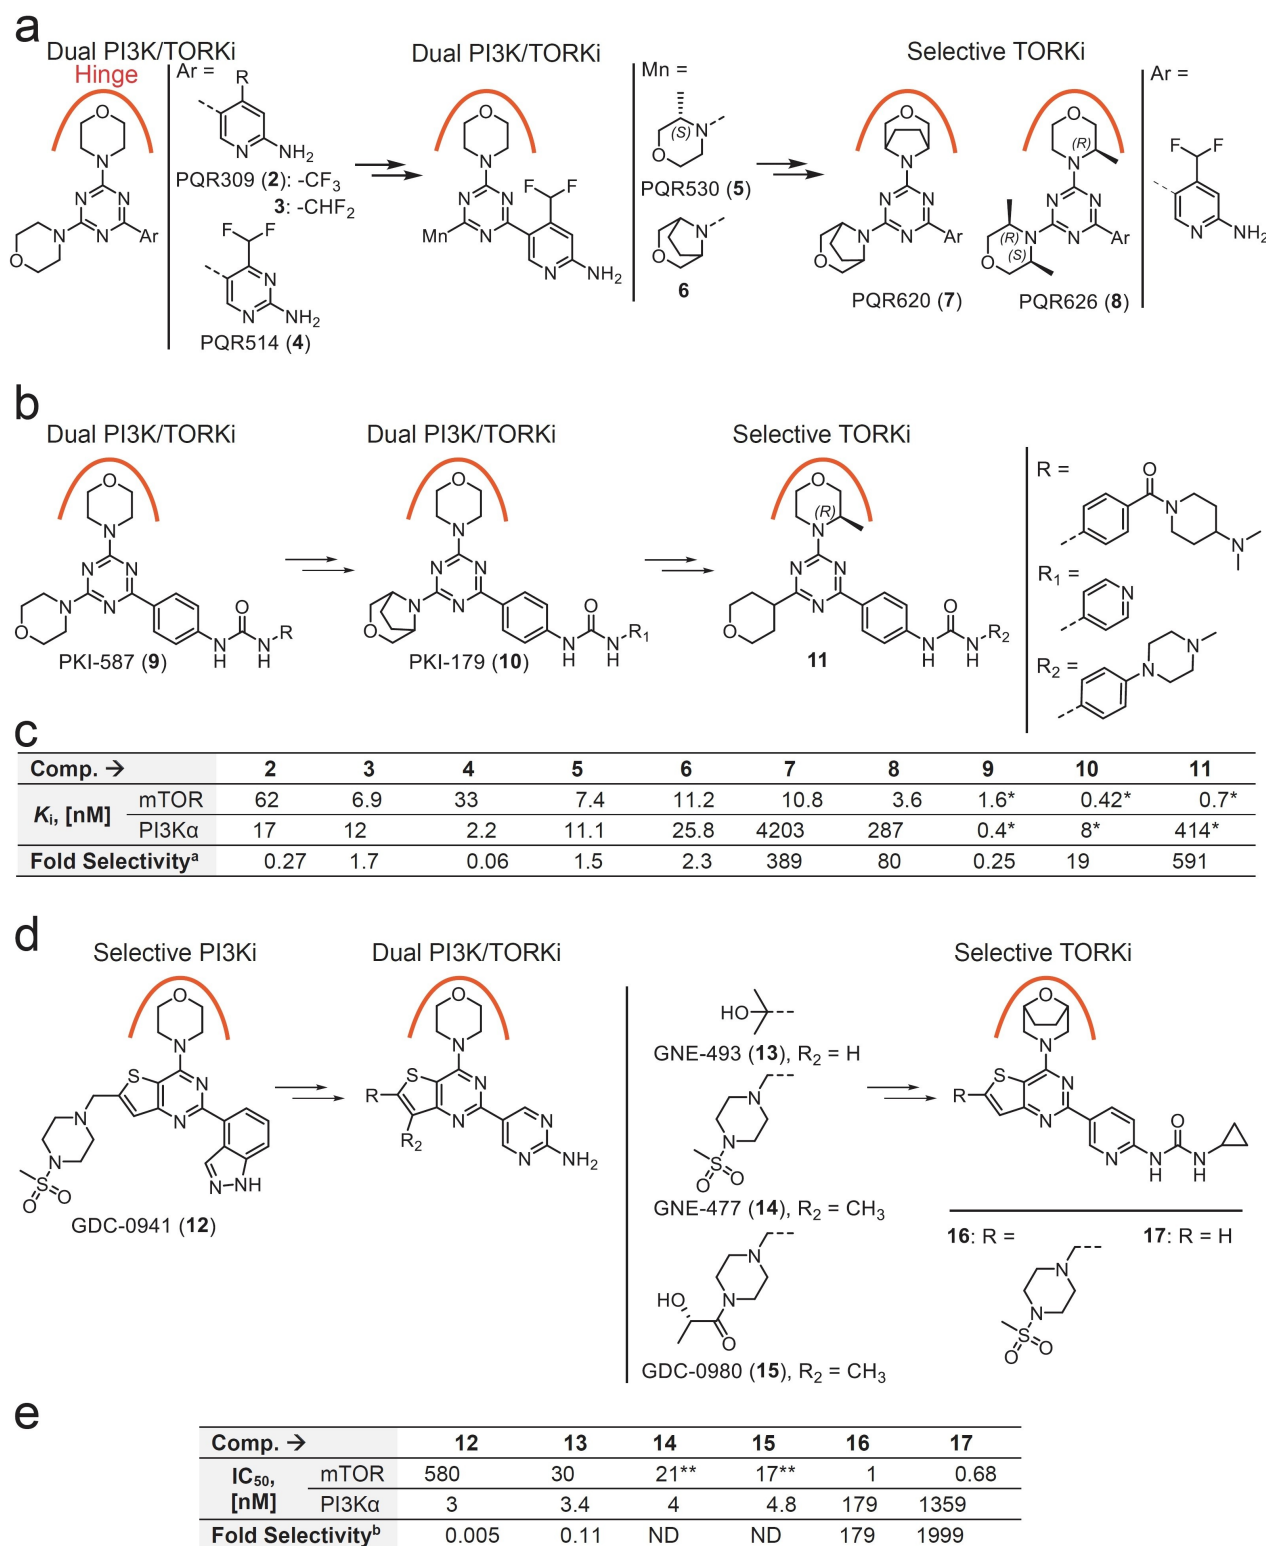 a
Dual PI3K/TORKi Dual PI3K/TORKi Selective TORKi
Hinge
Ar =
R
N
NH2
PQR309 (2): -CF3
3: -CHF2
F F
N
N NH2
PQR514 (4)
O
N
N N
N N Ar
O
O
N
N N
Mn N
F F
N NH2
Mn =
(S) N
O
PQR530 (5)
N
O
6
O
N
N N
N N Ar
O
PQR620 (7)
O
(R)
N
N N
(R) N N Ar
(S)
O
PQR626 (8)
Ar =
F F
N NH2
b
Dual PI3K/TORKi Dual PI3K/TORKi Selective TORKi
O
N
N N
N N
O
O
N N R
H H
PKI-587 (9)
O
N
N N
N N
O
O
N N R1
H H
PKI-179 (10)
O
(R)
N
N N
N
O
O
N N R2
H H
11
R =
O
N
N
R1 =
N
R2 =
N
N
c
Comp. → 2 3 4 5 6 7 8 9 10 11
Ki, [nM] mTOR 62 6.9 33 7.4 11.2 10.8 3.6 1.6* 0.42* 0.7*
PI3Kα 17 12 2.2 11.1 25.8 4203 287 0.4* 8* 414*
Fold Selectivitya 0.27 1.7 0.06 1.5 2.3 389 80 0.25 19 591
d
Selective PI3Ki Dual PI3K/TORKi Selective TORKi
O
N
S N
N
N
N
S
O O
N-NH
GDC-0941 (12)
O
N
S N
R N
R2
N
N NH2
HO
GNE-493 (13), R2 = H
N
N
S O
O
GNE-477 (14), R2 = CH3
N
HO N
O
GDC-0980 (15), R2 = CH3
O
N
S N
R N
O
N N N
H H
16: R = 17: R = H
N
N
S O
O
e
Comp. → 12 13 14 15 16 17
IC50, [nM] mTOR 580 30 21** 17** 1 0.68
PI3Kα 3 3.4 4 4.8 179 1359
Fold Selectivityb 0.005 0.11 ND ND 179 1999